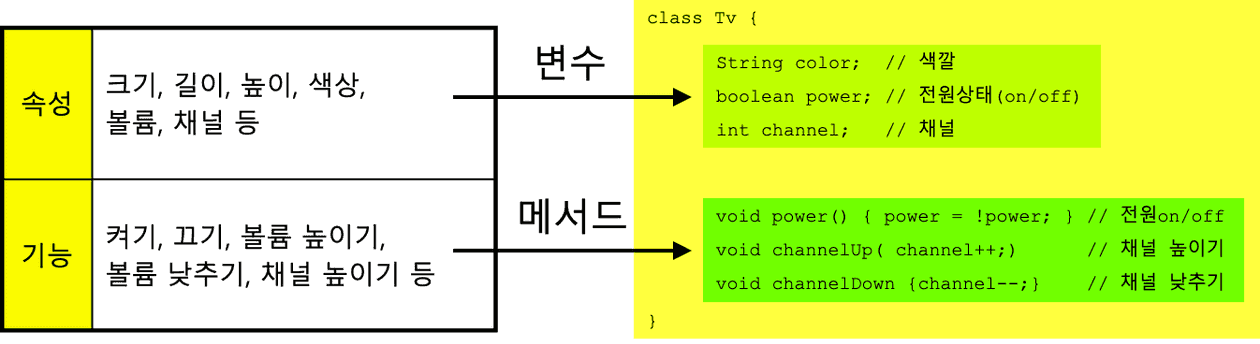 속성
크기, 길이, 높이, 색상,
볼륨, 채널 등
기능
켜기, 끄기, 볼륨 높이기,
볼륨 낮추기, 채널 높이기 등
변수
메서드
class Tv {
String color;  // 색깔
boolean power; // 전원상태(on/off)
int channel;   // 채널
void power() { power = !power; } // 전원on/off
void channelUp( channel++;)      // 채널 높이기
void channelDown {channel--;}    // 채널 낮추기
}